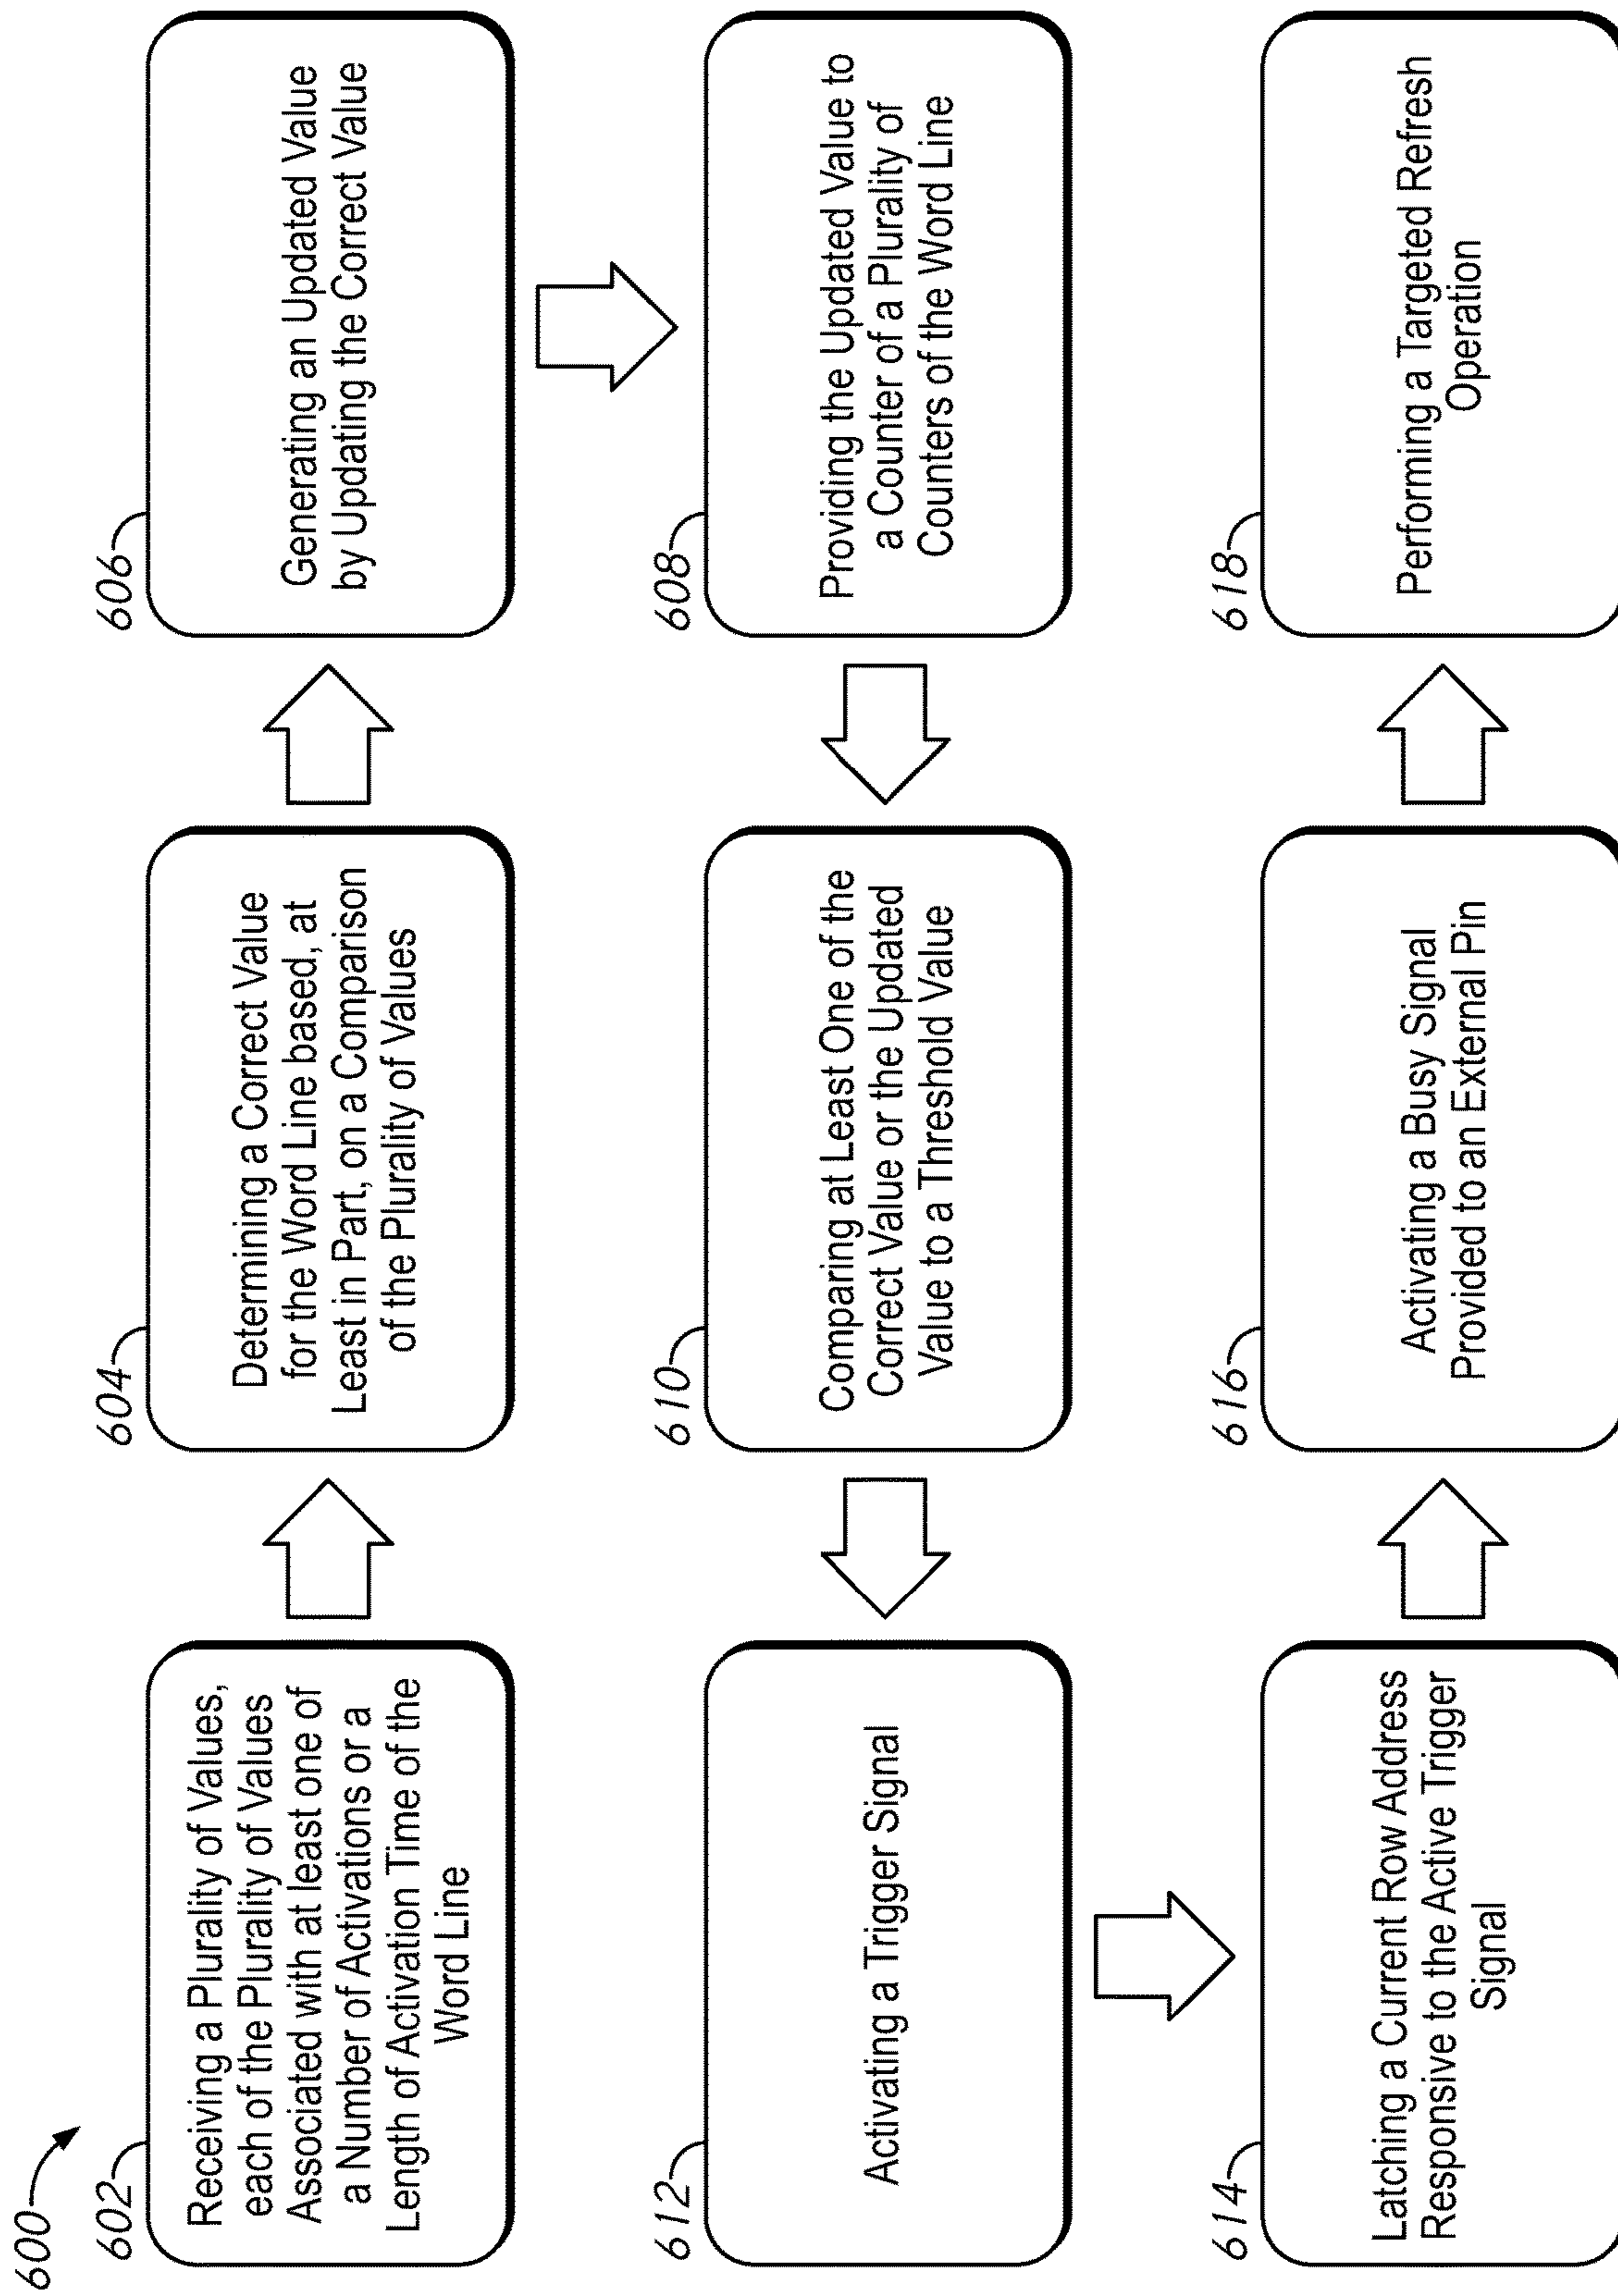 600
602
Receiving a Plurality of Values,
each of the Plurality of Values
Associated with at least one of
a Number of Activations or a
Length of Activation Time of the
Word Line
604
Determining a Correct Value
for the Word Line based, at
Least in Part, on a Comparison
of the Plurality of Values
606
Generating an Updated Value
by Updating the Correct Value
608
Providing the Updated Value to
a Counter of a Plurality of
Counters of the Word Line
610
Comparing at Least One of the
Correct Value or the Updated
Value to a Threshold Value
612
Activating a Trigger Signal
614
Latching a Current Row Address
Responsive to the Active Trigger
Signal
616
Activating a Busy Signal
Provided to an External Pin
618
Performing a Targeted Refresh
Operation